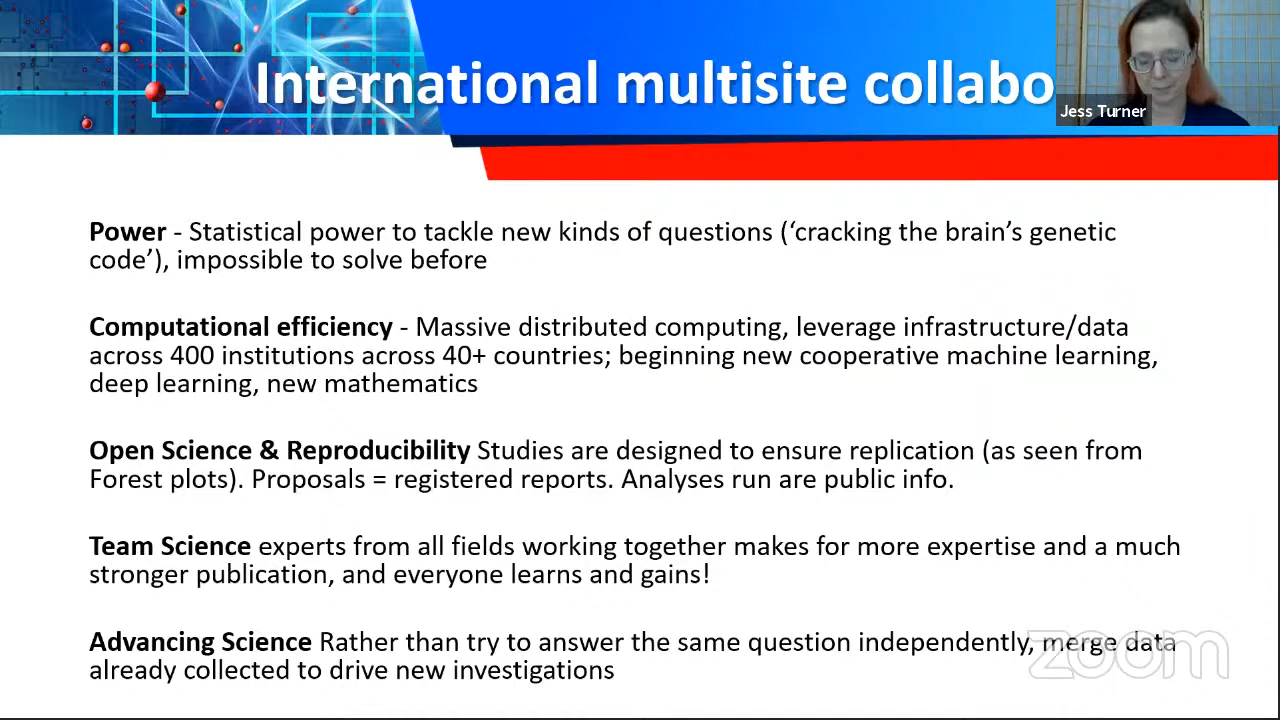 International multisite collabo
Jess Turner
Power - Statistical power to tackle new kinds of questions (‘cracking the brain’s genetic
code’), impossible to solve before
Computational efficiency - Massive distributed computing, leverage infrastructure/data
across 400 institutions across 40+ countries; beginning new cooperative machine learning,
deep learning, new mathematics
Open Science & Reproducibility Studies are designed to ensure replication (as seen from
Forest plots). Proposals = registered reports. Analyses run are public info.
Team Science experts from all fields working together makes for more expertise and a much
stronger publication, and everyone learns and gains!
Advancing Science Rather than try to answer the same question independently, merge data
already collected to drive new investigations
zoom